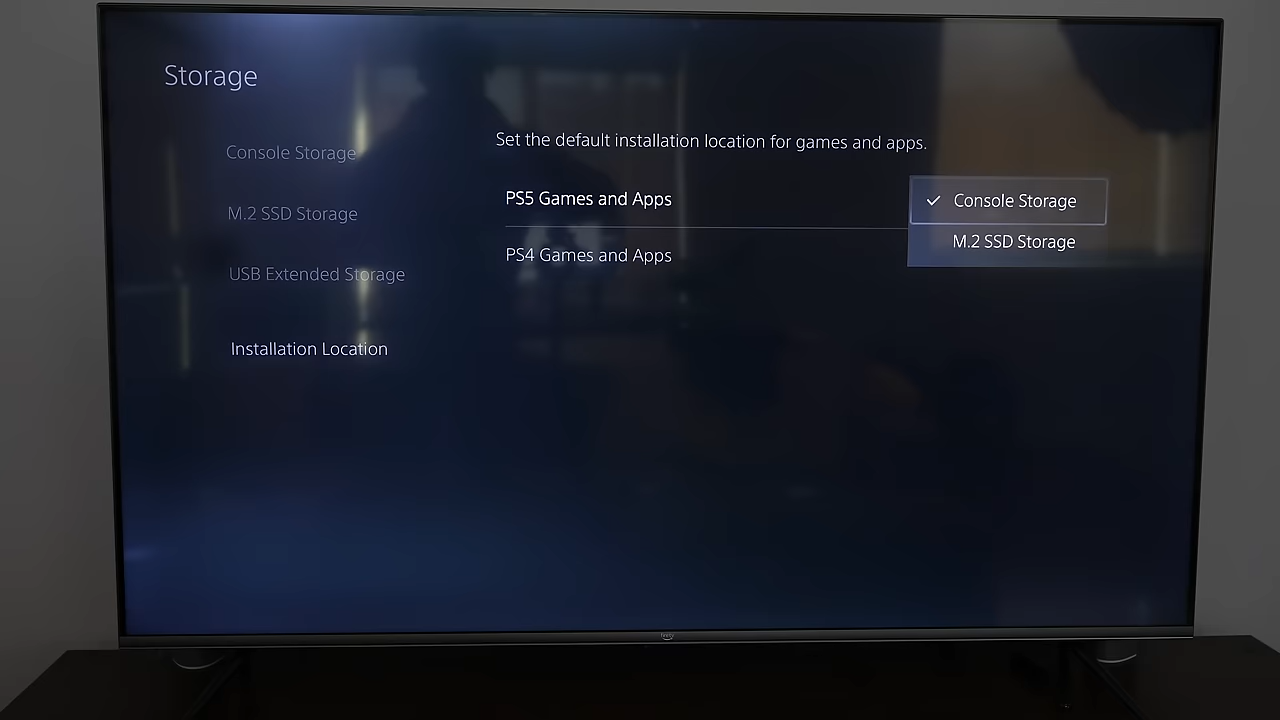 Storage
Console Storage
M.2 SSD Storage
USB Extended Storage
Installation Location
Set the default installation location for games and apps.
PS5 Games and Apps
✓ Console Storage
M.2 SSD Storage
PS4 Games and Apps